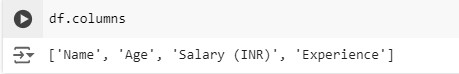 df.columns
['Name', 'Age', 'Salary (INR)', 'Experience']